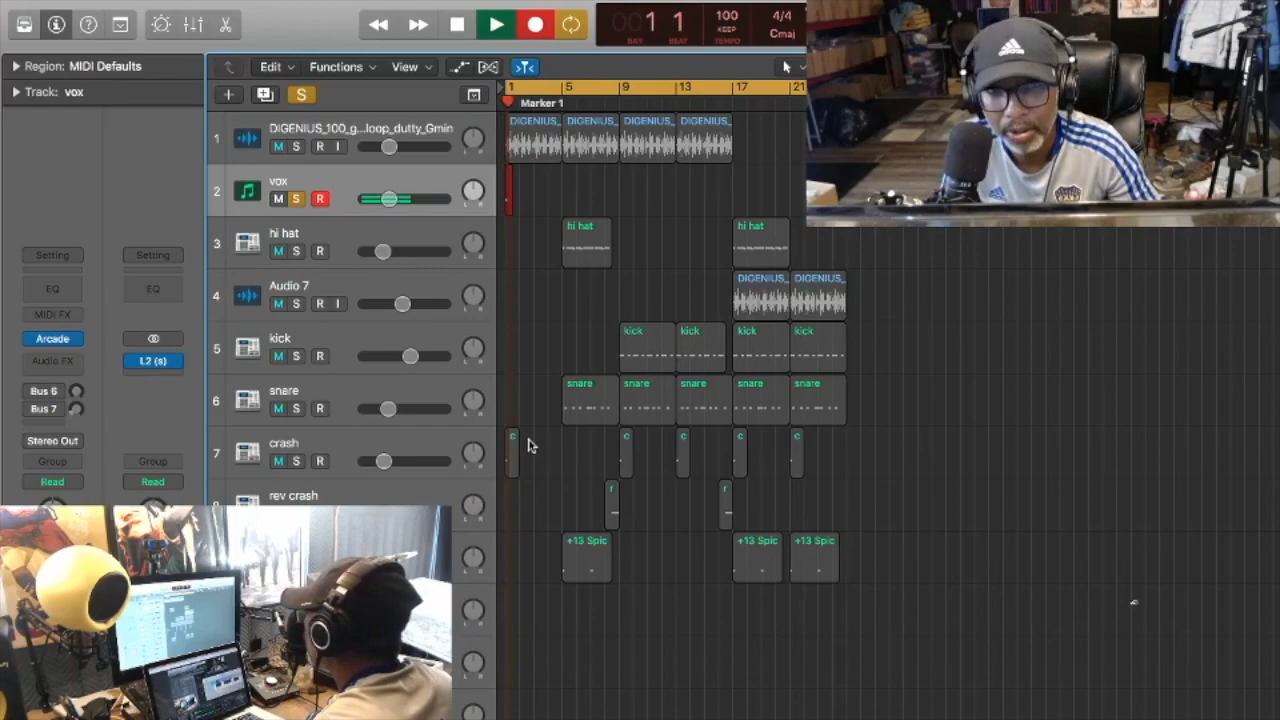 1 1 100 4/4
BAR BEAT KEEP TEMPO Cmaj
Region: MIDI Defaults
Edit Functions View
1 5 9 13 17 21
Track: vox
S
Marker 1
1 DIGENIUS_100_g...loop_dutty_Gmin
M S R I
L R
DIGENIUS_ DIGENIUS_ DIGENIUS_ DIGENIUS_
2 vox
M S R
L R
3 hi hat
M S R
L R
hi hat hi hat
4 Audio 7
M S R I
L R
DIGENIUS_ DIGENIUS_
5 kick
M S R
L R
kick kick kick kick
6 snare
M S R
L R
snare snare snare snare snare
7 crash
M S R
L R
c c c c c
rev crash
L R
r r
+13 Spic +13 Spic +13 Spic
L R
L R
L R
Setting Setting
EQ EQ
MIDI FX
Arcade
Audio FX L2 (s)
Bus 6
Bus 7
Stereo Out
Group Group
Read Read
adidas